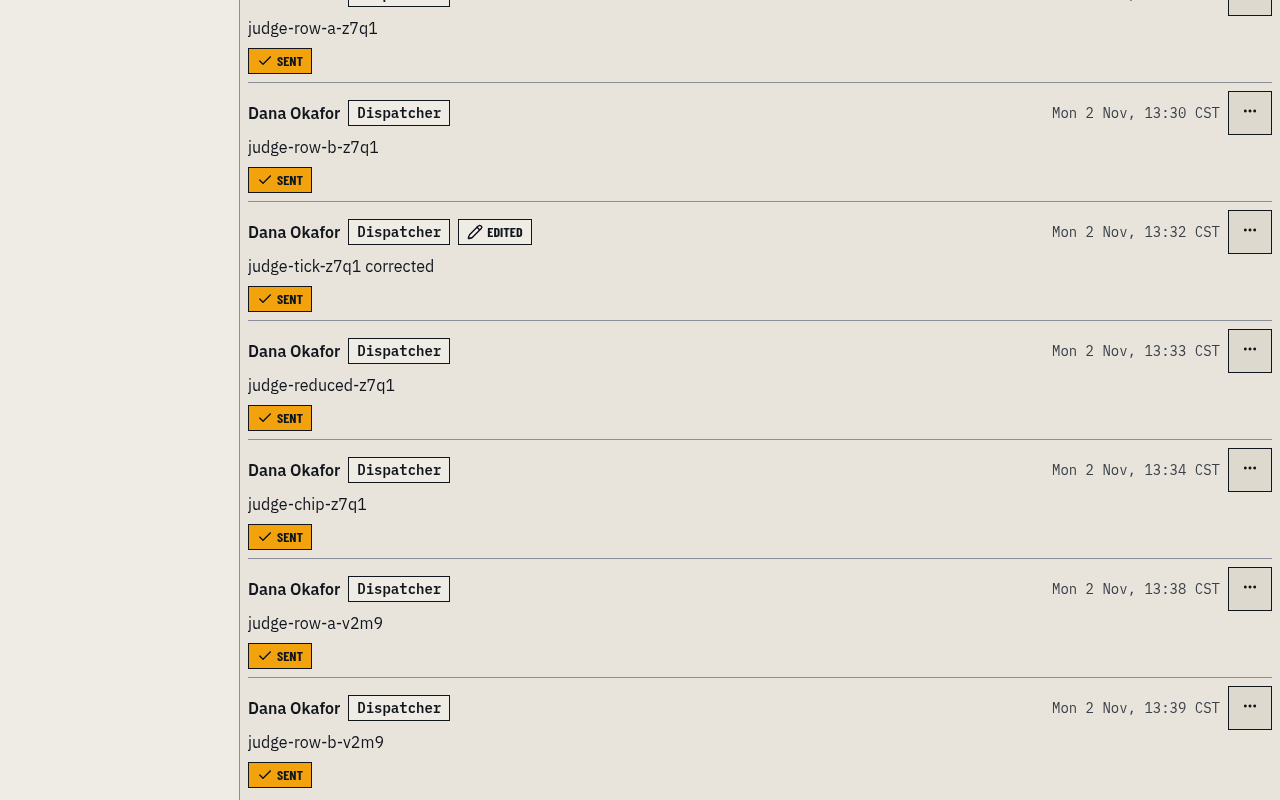 judge-row-a-z7q1
SENT
Dana Okafor Dispatcher Mon 2 Nov, 13:30 CST ···
judge-row-b-z7q1
SENT
Dana Okafor Dispatcher EDITED Mon 2 Nov, 13:32 CST ···
judge-tick-z7q1 corrected
SENT
Dana Okafor Dispatcher Mon 2 Nov, 13:33 CST ···
judge-reduced-z7q1
SENT
Dana Okafor Dispatcher Mon 2 Nov, 13:34 CST ···
judge-chip-z7q1
SENT
Dana Okafor Dispatcher Mon 2 Nov, 13:38 CST ···
judge-row-a-v2m9
SENT
Dana Okafor Dispatcher Mon 2 Nov, 13:39 CST ···
judge-row-b-v2m9
SENT